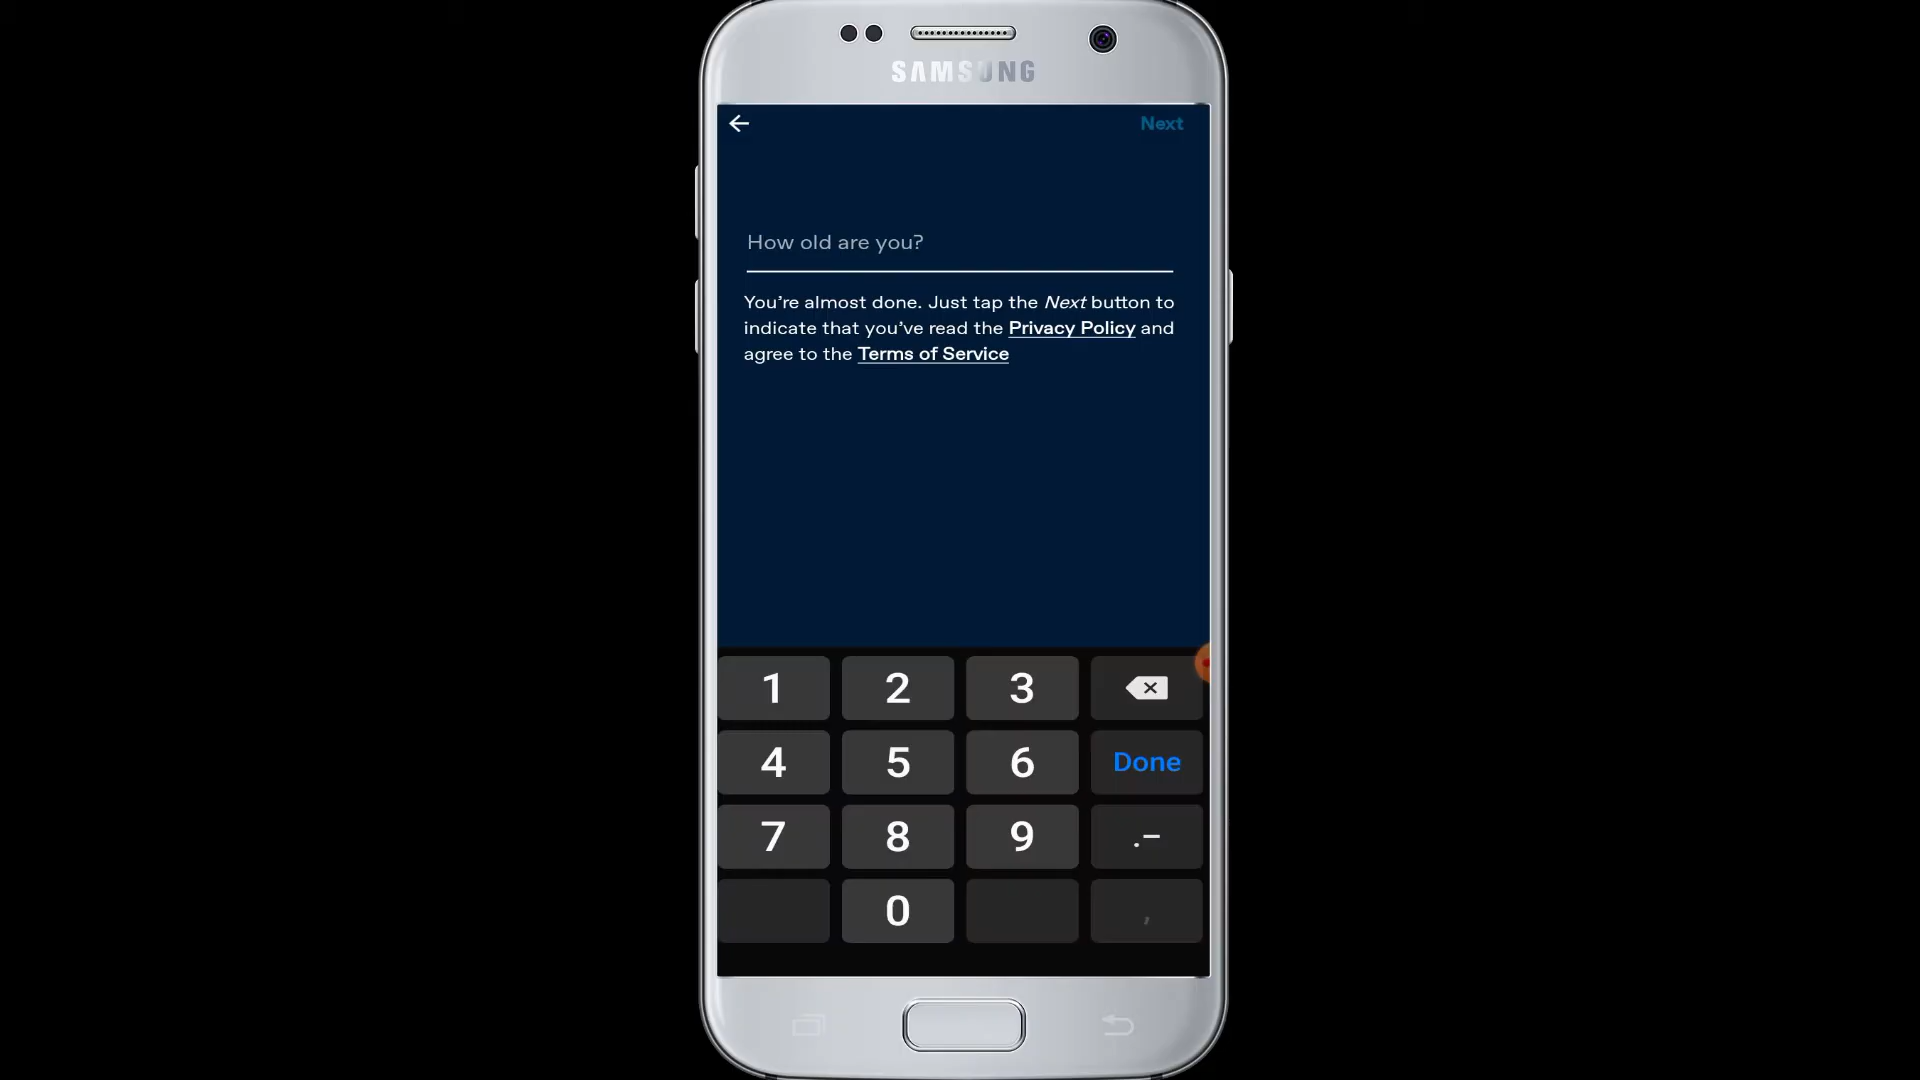 SAMSUNG
Next
How old are you?
You’re almost done. Just tap the Next button to
indicate that you’ve read the Privacy Policy and
agree to the Terms of Service
1 2 3
4 5 6 Done
7 8 9 .–
0 ,